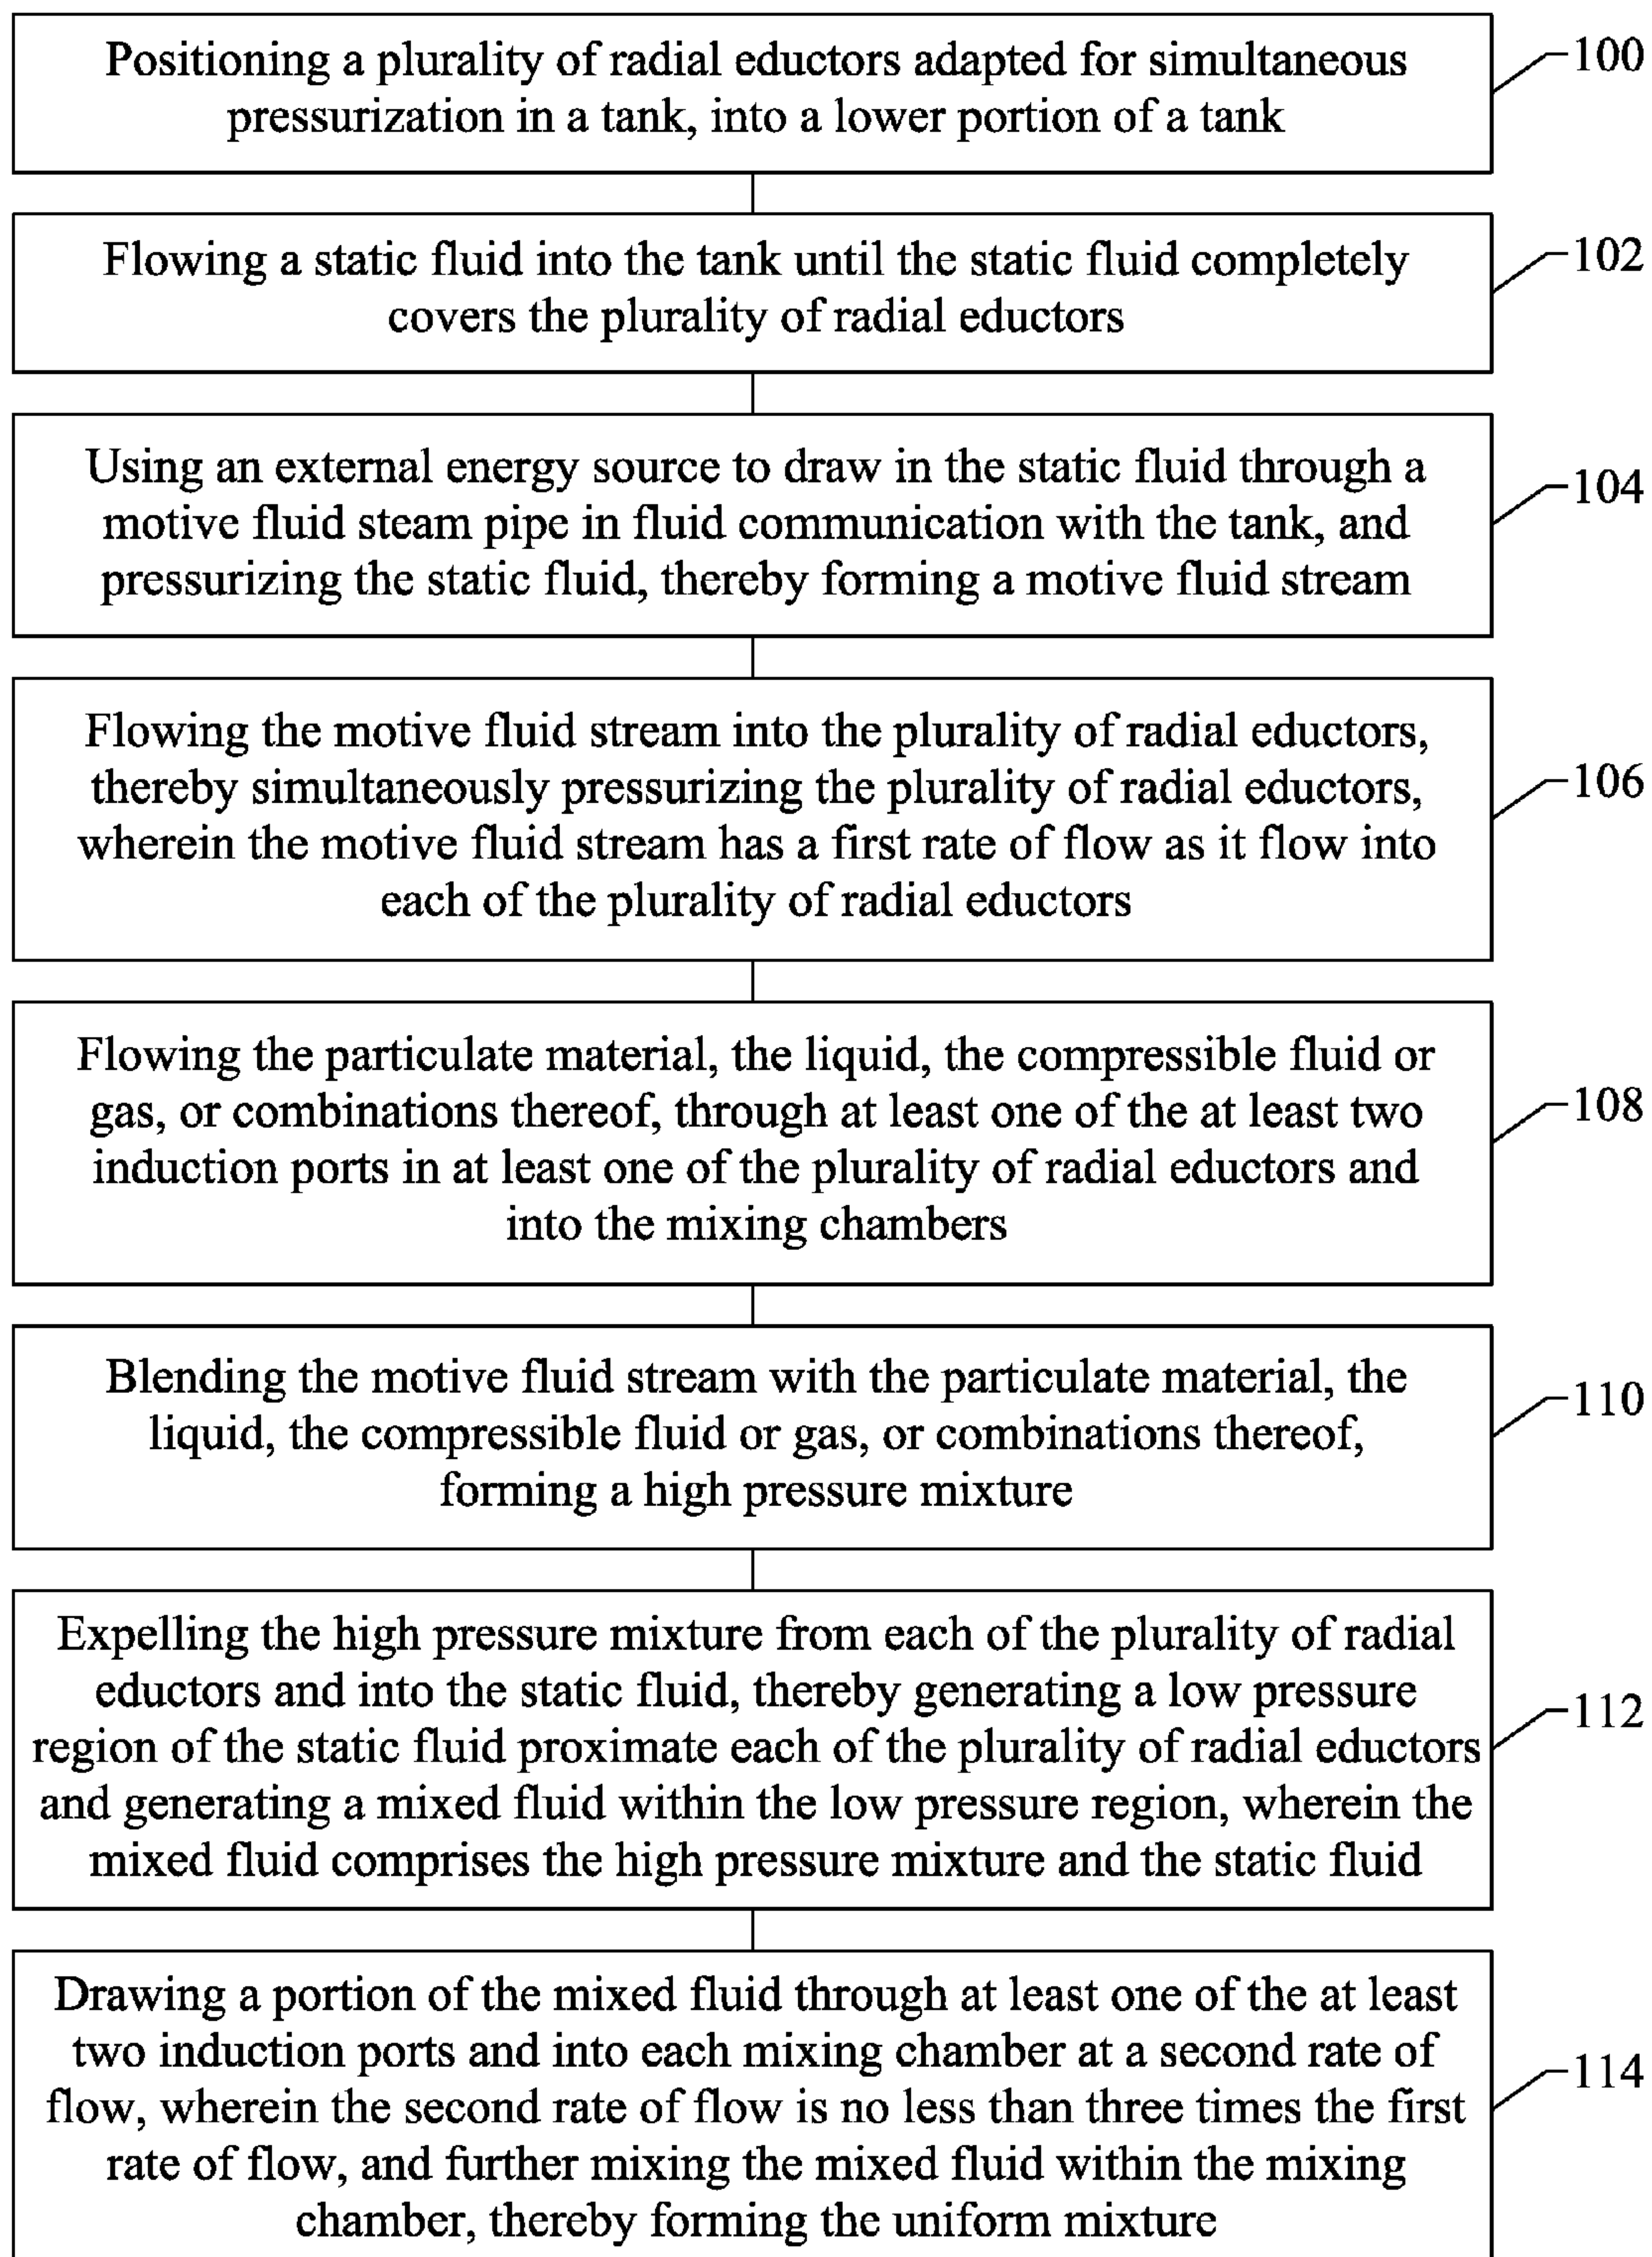 Positioning a plurality of radial eductors adapted for simultaneous
pressurization in a tank, into a lower portion of a tank
100
Flowing a static fluid into the tank until the static fluid completely
covers the plurality of radial eductors
102
Using an external energy source to draw in the static fluid through a
motive fluid steam pipe in fluid communication with the tank, and
pressurizing the static fluid, thereby forming a motive fluid stream
104
Flowing the motive fluid stream into the plurality of radial eductors,
thereby simultaneously pressurizing the plurality of radial eductors,
wherein the motive fluid stream has a first rate of flow as it flow into
each of the plurality of radial eductors
106
Flowing the particulate material, the liquid, the compressible fluid or
gas, or combinations thereof, through at least one of the at least two
induction ports in at least one of the plurality of radial eductors and
into the mixing chambers
108
Blending the motive fluid stream with the particulate material, the
liquid, the compressible fluid or gas, or combinations thereof,
forming a high pressure mixture
110
Expelling the high pressure mixture from each of the plurality of radial
eductors and into the static fluid, thereby generating a low pressure
region of the static fluid proximate each of the plurality of radial eductors
and generating a mixed fluid within the low pressure region, wherein the
mixed fluid comprises the high pressure mixture and the static fluid
112
Drawing a portion of the mixed fluid through at least one of the at least
two induction ports and into each mixing chamber at a second rate of
flow, wherein the second rate of flow is no less than three times the first
rate of flow, and further mixing the mixed fluid within the mixing
chamber, thereby forming the uniform mixture
114